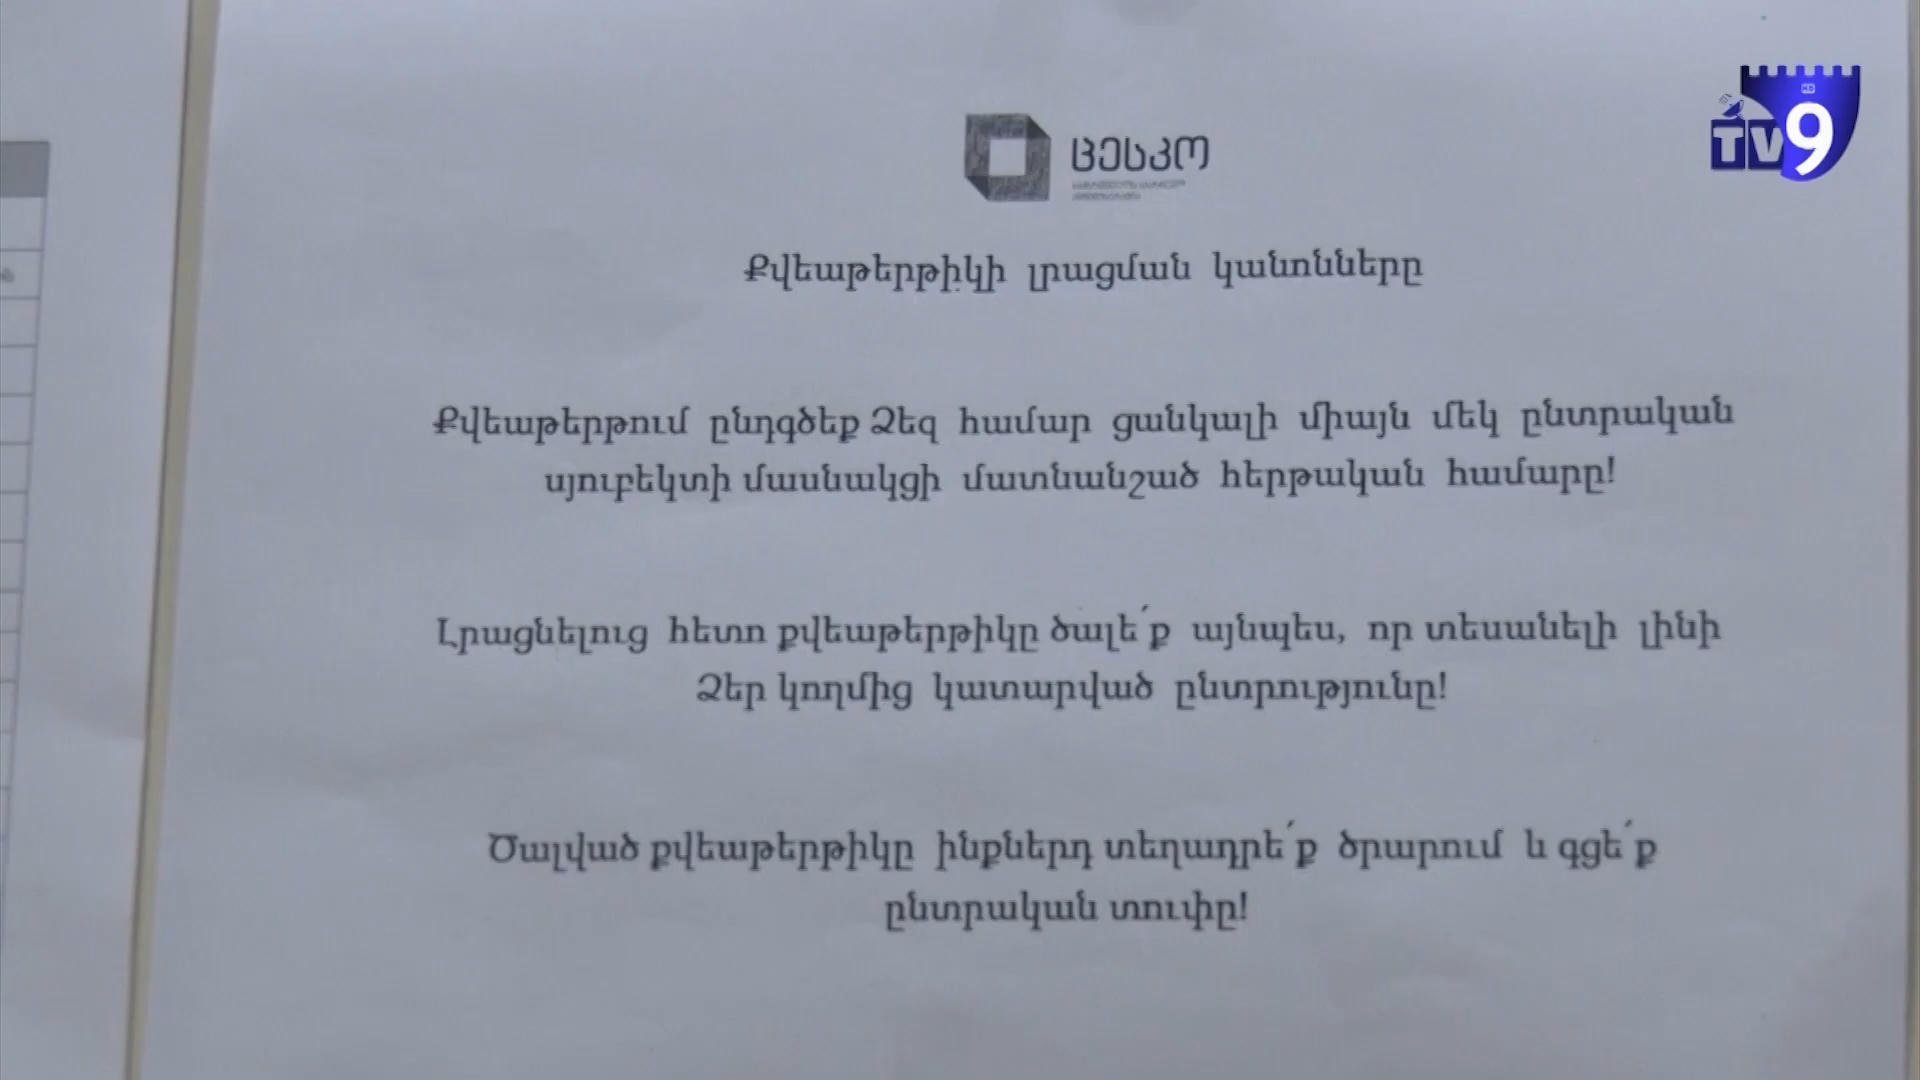 TV9
HD
ცესკო
Քվեաթերթիկի լրացման կանոնները
Քվեաթերթում ընդգծեք Ձեզ համար ցանկալի միայն մեկ ընտրական
սյուբեկտի մասնակցի մատնանշած հերթական համարը!
Լրացնելուց հետո քվեաթերթիկը ծալե՛ք այնպես, որ տեսանելի լինի
Ձեր կողմից կատարված ընտրությունը!
Ծալված քվեաթերթիկը ինքներդ տեղադրե՛ք ծրարում և գցե՛ք
ընտրական տուփը!